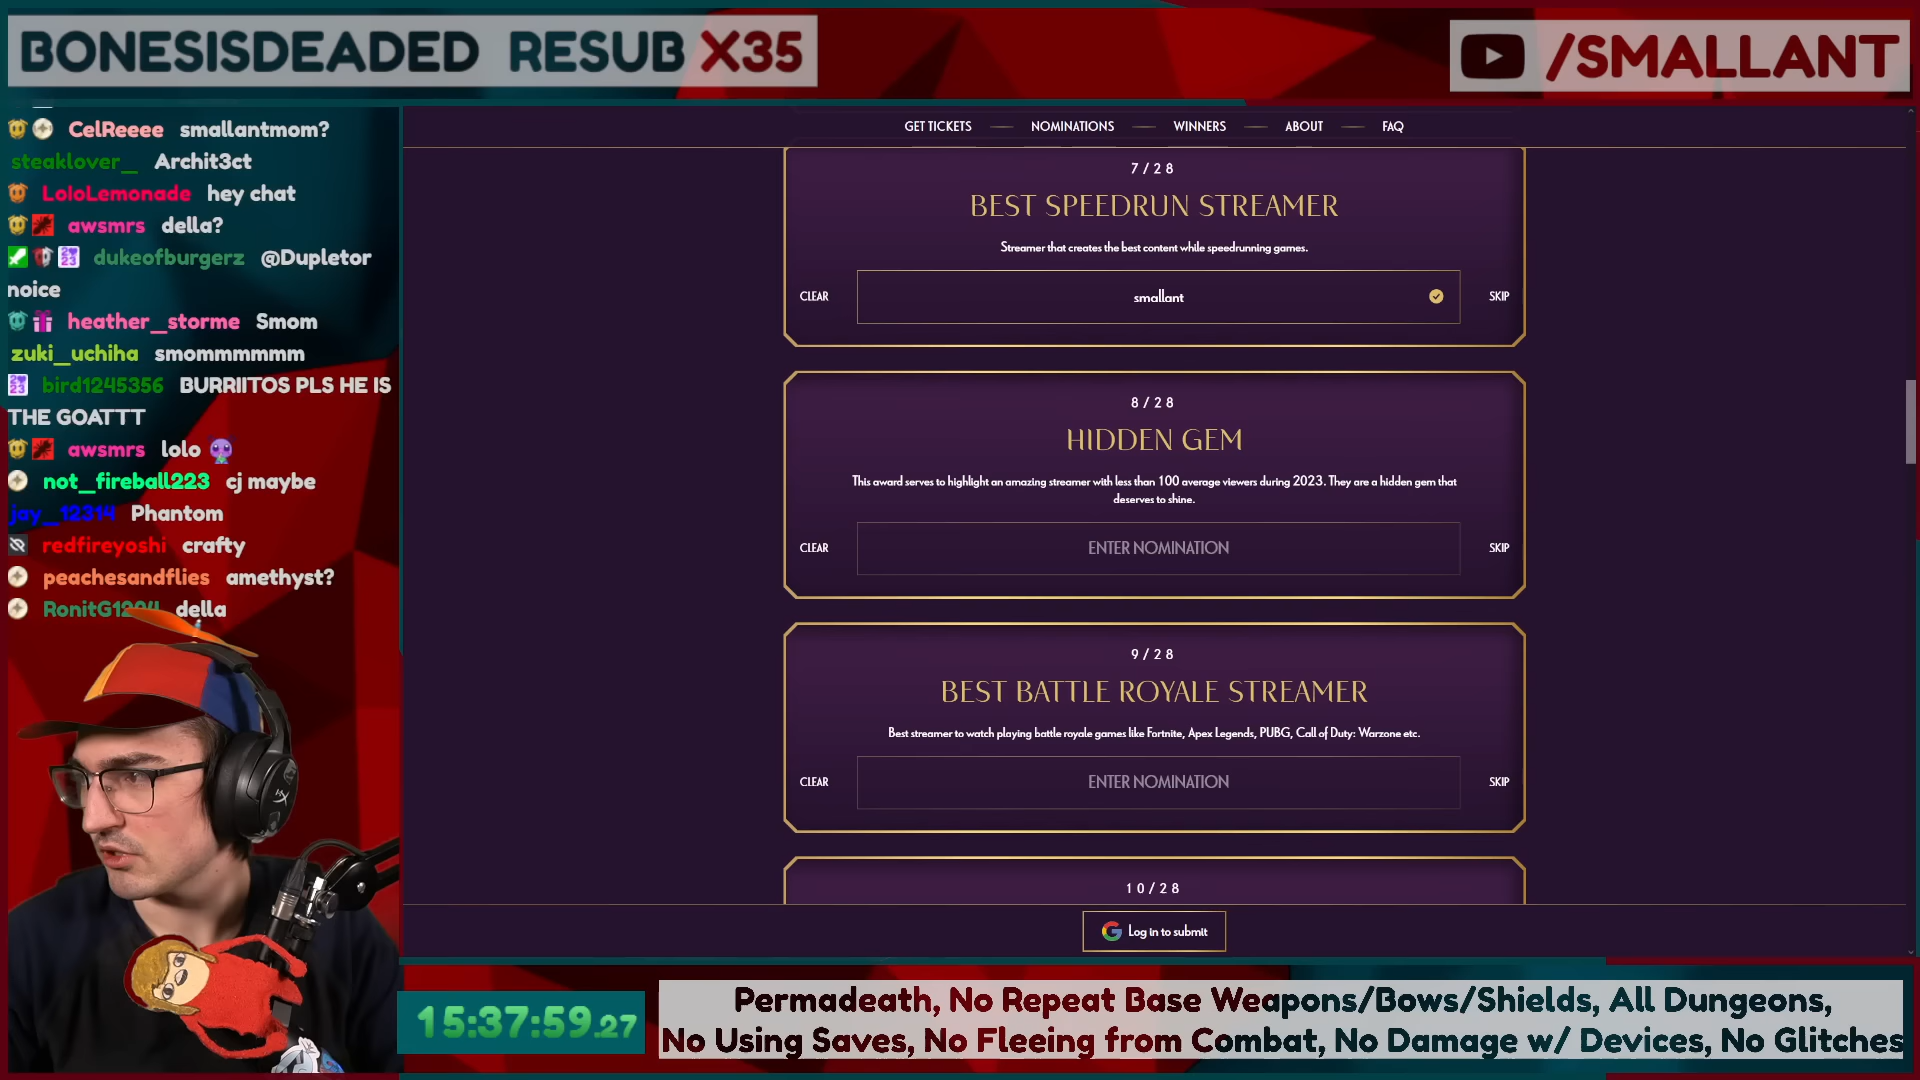 BONESISDEADED RESUB X35
/SMALLANT
CelReeee smallantmom?
steaklover__ Archit3ct
LoloLemonade hey chat
awsmrs della?
dukeofburgerz @Dupletor
noice
heather_storme Smom
zuki_uchiha smommmmmm
bird1245356 BURRIITOS PLS HE IS
THE GOATTT
awsmrs lolo
not_fireball223 cj maybe
jay_12314 Phantom
redfireyoshi crafty
peachesandflies amethyst?
RonitG1204 della
GET TICKETS NOMINATIONS WINNERS ABOUT FAQ
7/28
BEST SPEEDRUN STREAMER
Streamer that creates the best content while speedrunning games.
CLEAR smallant SKIP
8/28
HIDDEN GEM
This award serves to highlight an amazing streamer with less than 100 average viewers during 2023. They are a hidden gem that
deserves to shine.
CLEAR ENTER NOMINATION SKIP
9/28
BEST BATTLE ROYALE STREAMER
Best streamer to watch playing battle royale games like Fortnite, Apex Legends, PUBG, Call of Duty: Warzone etc.
CLEAR ENTER NOMINATION SKIP
10/28
Log in to submit
15:37:59.27
Permadeath, No Repeat Base Weapons/Bows/Shields, All Dungeons,
No Using Saves, No Fleeing from Combat, No Damage w/ Devices, No Glitches